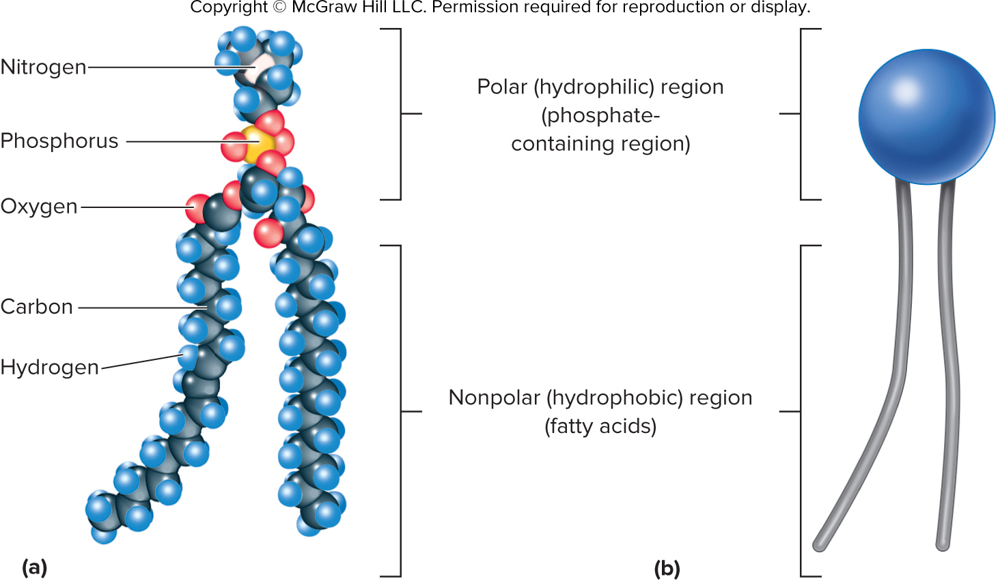 Copyright © McGraw Hill LLC. Permission required for reproduction or display.
Nitrogen
Phosphorus
Oxygen
Carbon
Hydrogen
Polar (hydrophilic) region
(phosphate-
containing region)
Nonpolar (hydrophobic) region
(fatty acids)
(a)
(b)